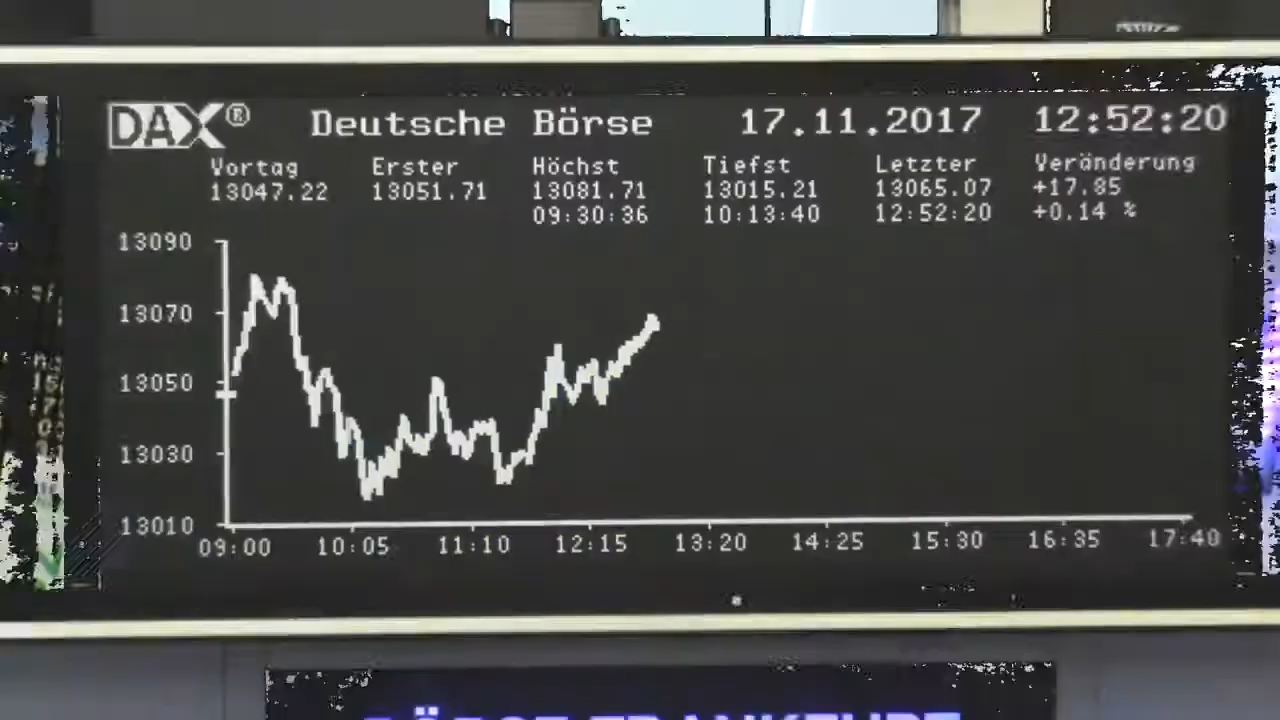 DAX® Deutsche Börse 17.11.2017 12:52:20
Vortag Erster Höchst Tiefst Letzter Veränderung
13047.22 13051.71 13081.71 13015.21 13065.07 +17.85
09:30:36 10:13:40 12:52:20 +0.14 %
13090
13070
13050
13030
13010
09:00 10:05 11:10 12:15 13:20 14:25 15:30 16:35 17:40